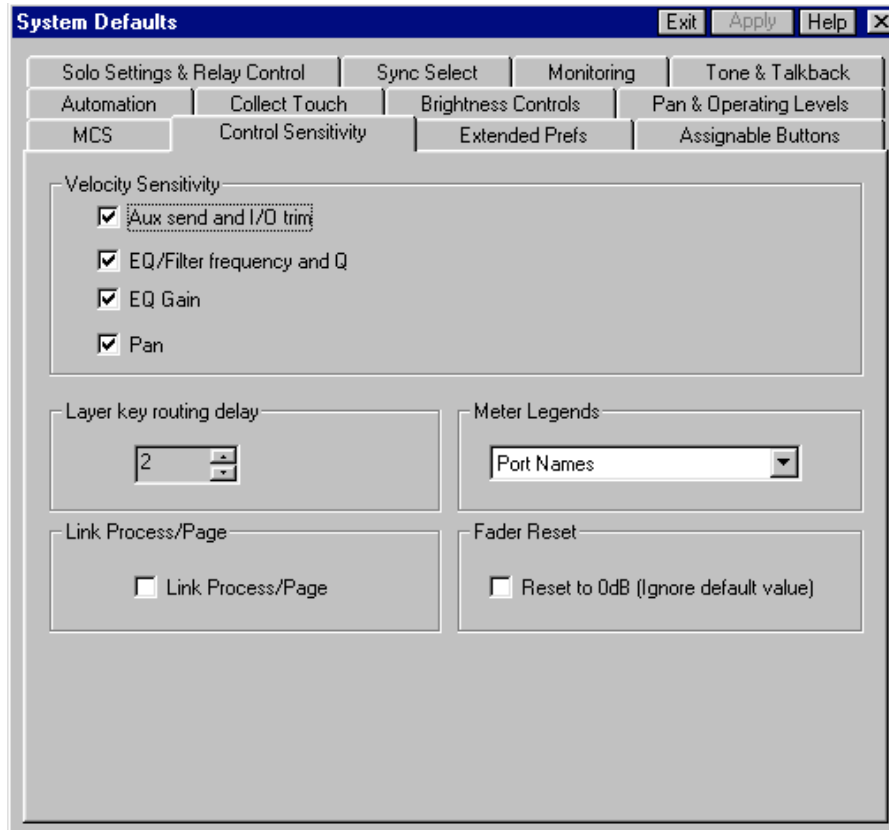 System Defaults Exit Apply Help
Solo Settings & Relay Control Sync Select Monitoring Tone & Talkback
Automation Collect Touch Brightness Controls Pan & Operating Levels
MCS Control Sensitivity Extended Prefs Assignable Buttons
Velocity Sensitivity
Aux send and I/O trim
EQ/Filter frequency and Q
EQ Gain
Pan
Layer key routing delay
2
Meter Legends
Port Names
Link Process/Page
Link Process/Page
Fader Reset
Reset to 0dB (Ignore default value)